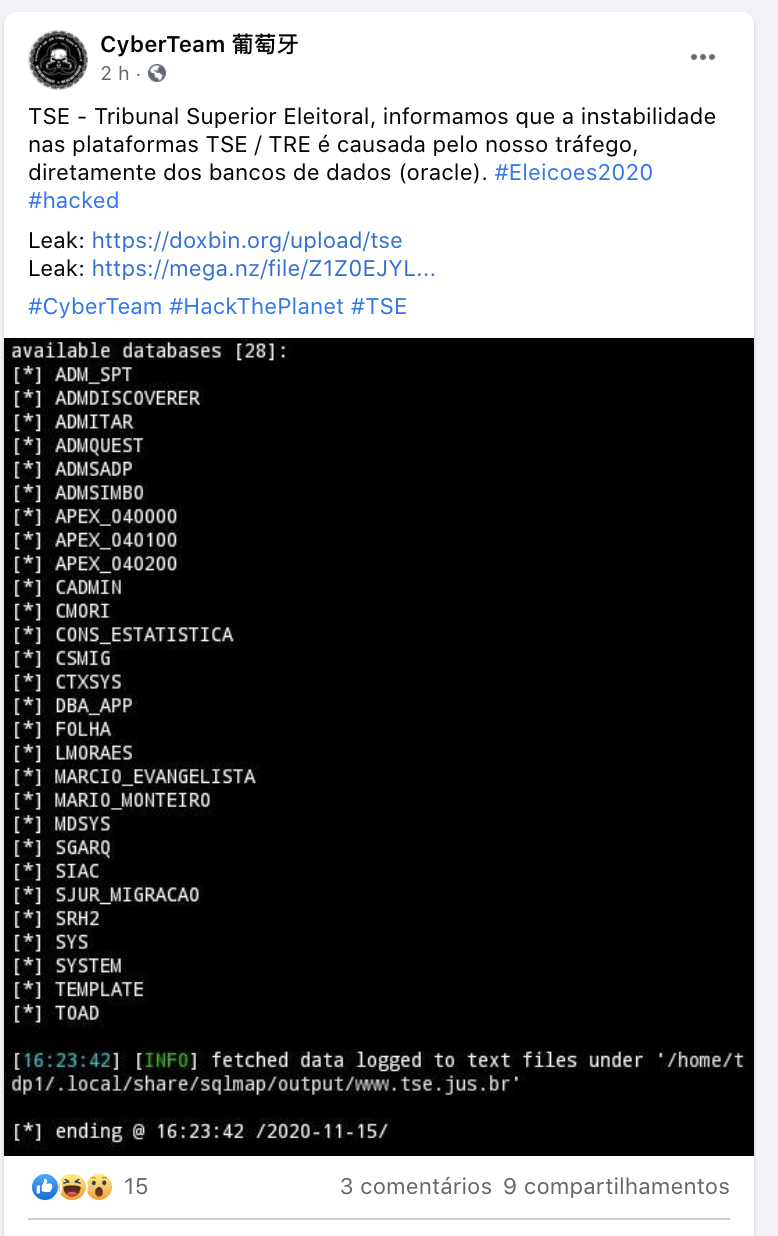 CyberTeam 葡萄牙
2 h ·
TSE - Tribunal Superior Eleitoral, informamos que a instabilidade
nas plataformas TSE / TRE é causada pelo nosso tráfego,
diretamente dos bancos de dados (oracle). #Eleicoes2020
#hacked
Leak: https://doxbin.org/upload/tse
Leak: https://mega.nz/file/Z1Z0EJYL...
#CyberTeam #HackThePlanet #TSE
available databases [28]:
[*] ADM_SPT
[*] ADMDISCOVERER
[*] ADMITAR
[*] ADMQUEST
[*] ADMSADP
[*] ADMSIMBO
[*] APEX_040000
[*] APEX_040100
[*] APEX_040200
[*] CADMIN
[*] CMORI
[*] CONS_ESTATISTICA
[*] CSMIG
[*] CTXSYS
[*] DBA_APP
[*] FOLHA
[*] LMORAES
[*] MARCIO_EVANGELISTA
[*] MARIO_MONTEIRO
[*] MDSYS
[*] SGARQ
[*] SIAC
[*] SJUR_MIGRACAO
[*] SRH2
[*] SYS
[*] SYSTEM
[*] TEMPLATE
[*] TOAD
[16:23:42] [INFO] fetched data logged to text files under '/home/t
dp1/.local/share/sqlmap/output/www.tse.jus.br'
[*] ending @ 16:23:42 /2020-11-15/
15 3 comentários 9 compartilhamentos